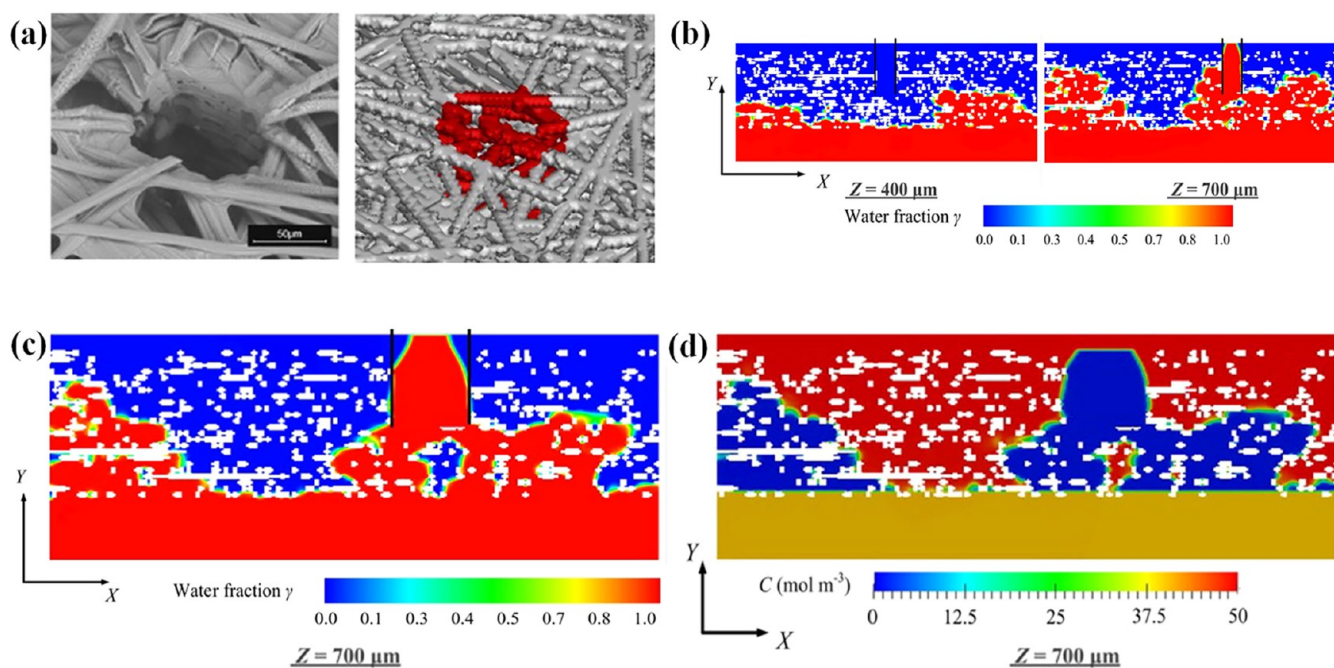 (a)
50μm
(b)
Y
X
Z = 400 μm
Z = 700 μm
Water fraction γ
0.0 0.1 0.3 0.4 0.5 0.7 0.8 1.0
(c)
Y
X
Water fraction γ
0.0 0.1 0.3 0.4 0.5 0.7 0.8 1.0
Z = 700 μm
(d)
Y
X
C (mol m⁻³)
0 12.5 25 37.5 50
Z = 700 μm